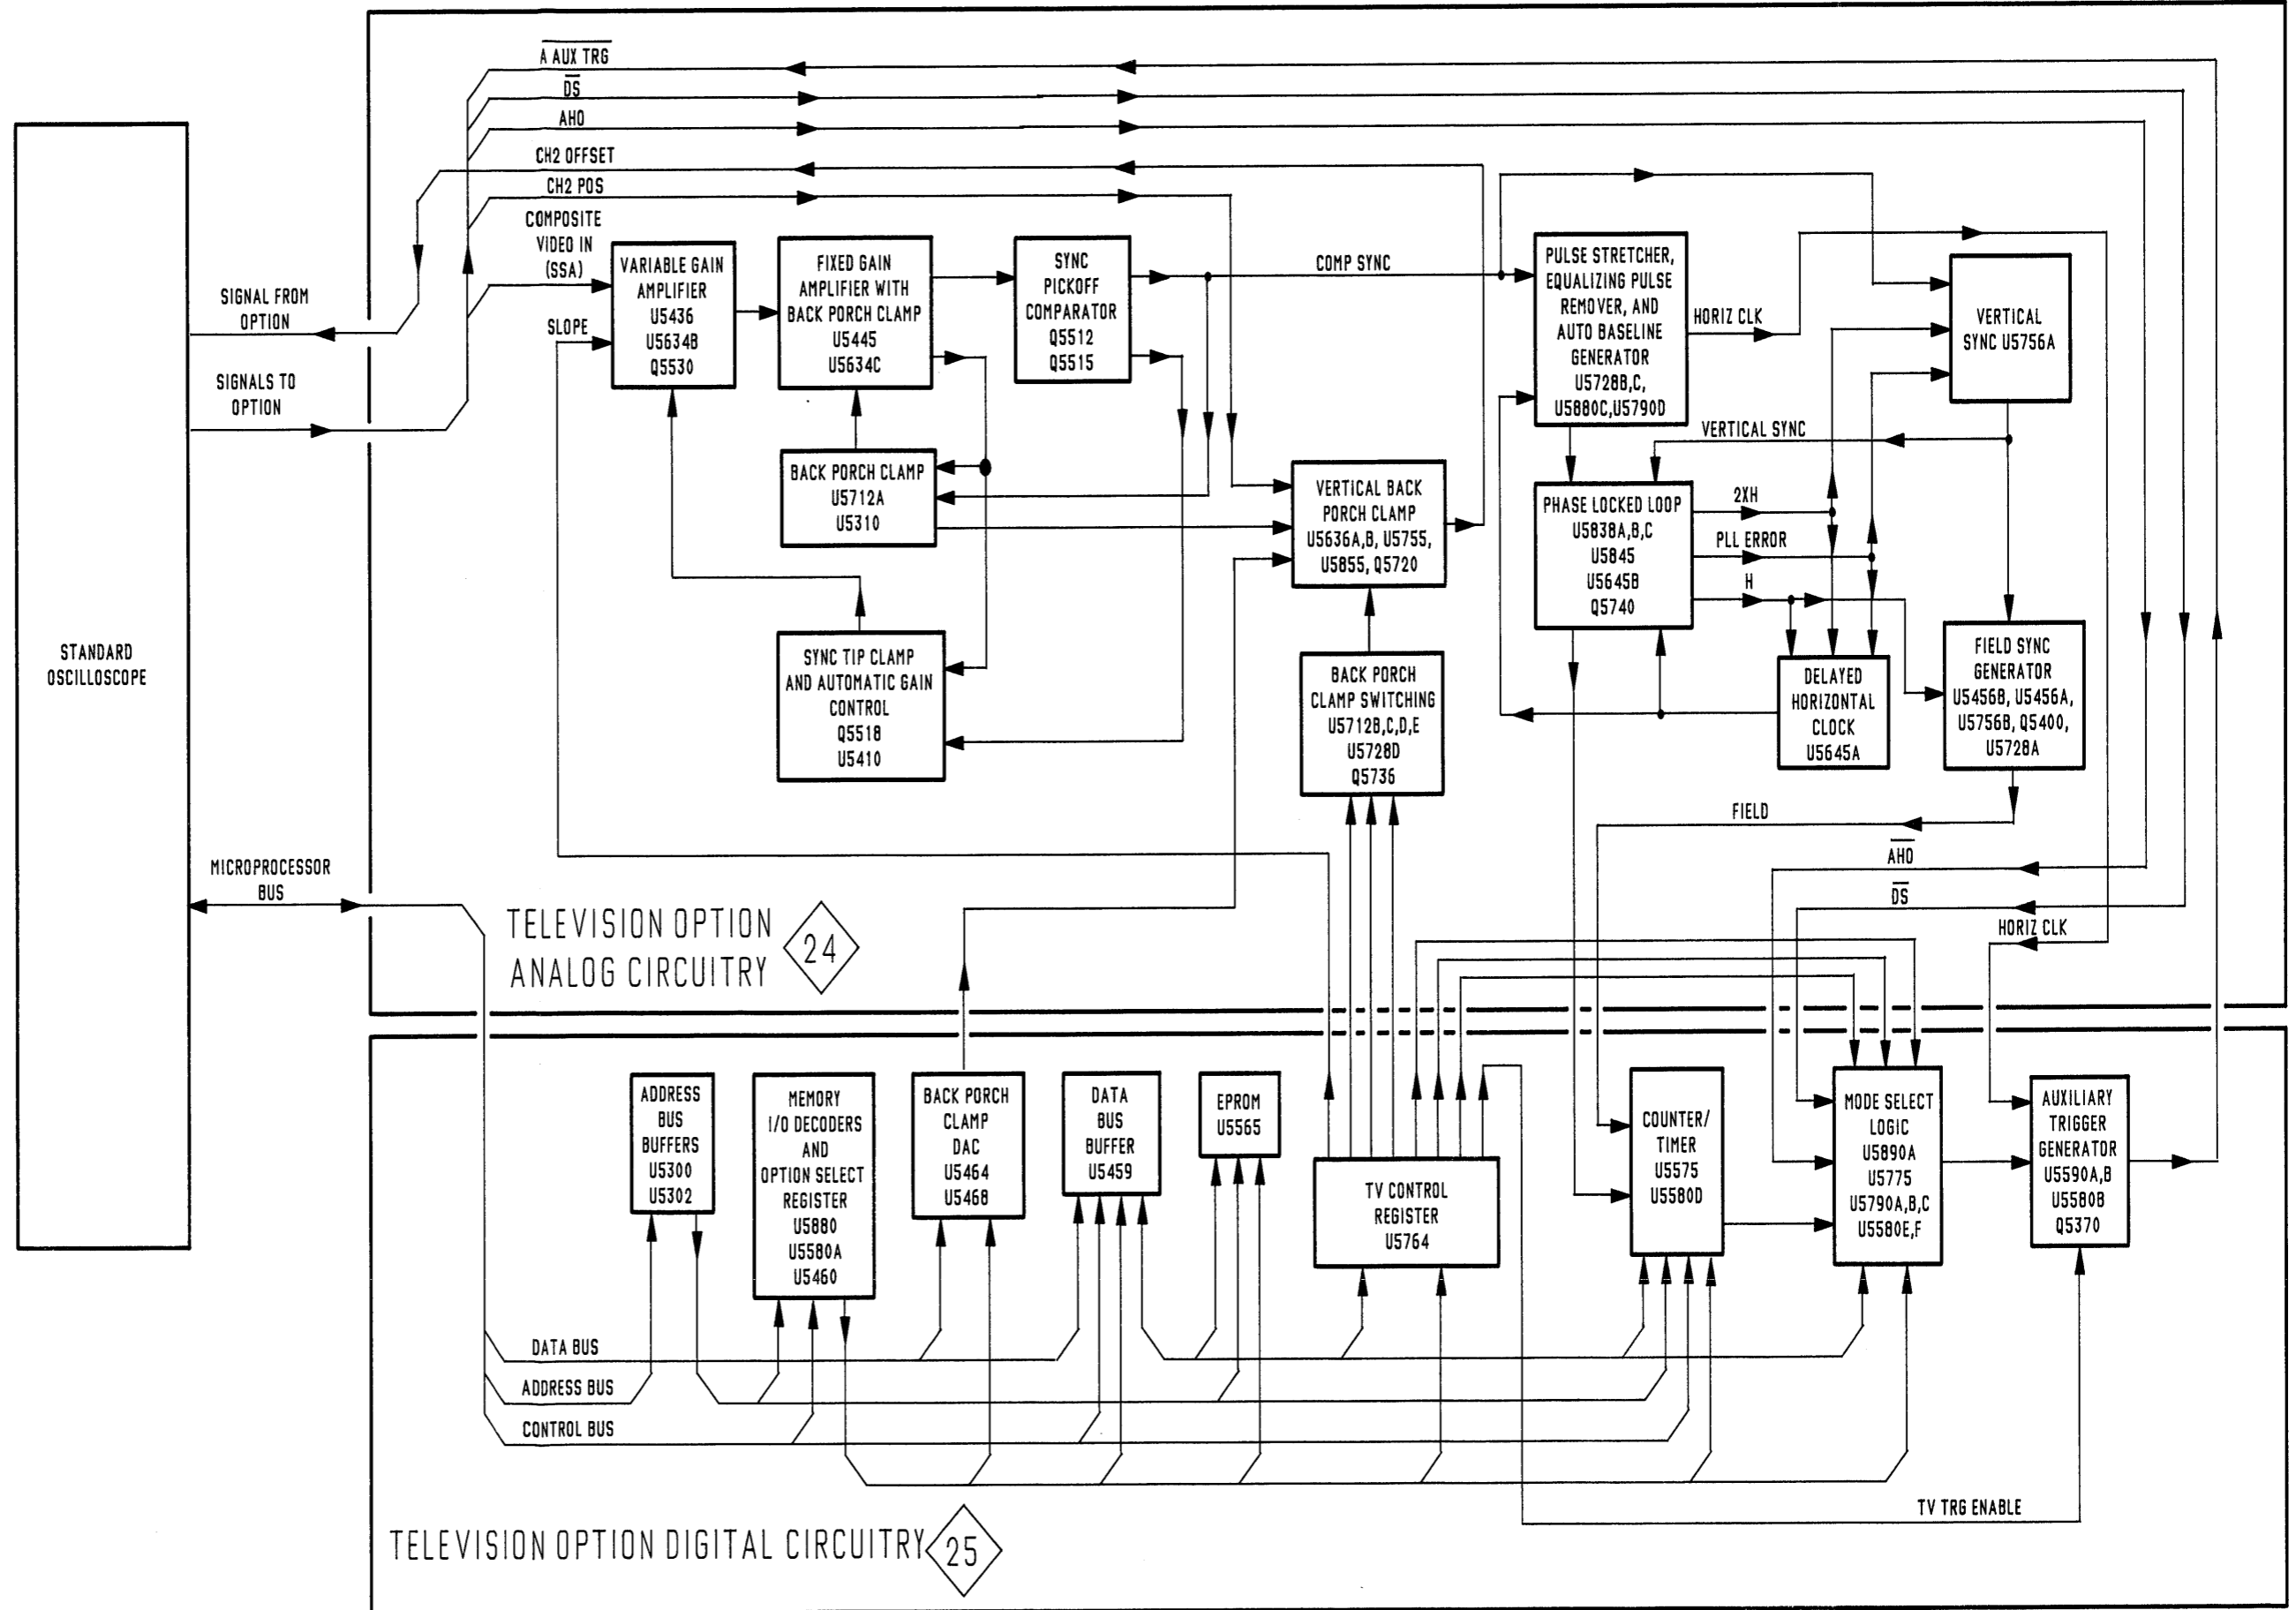 A AUX TRG
DS
AHO
CH2 OFFSET
CH2 POS
COMPOSITE
VIDEO IN
(SSA)
SLOPE
SIGNAL FROM
OPTION
SIGNALS TO
OPTION
STANDARD
OSCILLOSCOPE
MICROPROCESSOR
BUS
VARIABLE GAIN
AMPLIFIER
U5436
U5634B
Q5530
FIXED GAIN
AMPLIFIER WITH
BACK PORCH CLAMP
U5445
U5634C
SYNC
PICKOFF
COMPARATOR
Q5512
Q5515
COMP SYNC
PULSE STRETCHER,
EQUALIZING PULSE
REMOVER, AND
AUTO BASELINE
GENERATOR
U5728B,C,
U5880C,U5790D
HORIZ CLK
VERTICAL
SYNC U5756A
VERTICAL SYNC
BACK PORCH CLAMP
U5712A
U5310
VERTICAL BACK
PORCH CLAMP
U5636A,B, U5755,
U5855, Q5720
PHASE LOCKED LOOP
U5838A,B,C
U5845
U5645B
Q5740
2XH
PLL ERROR
H
SYNC TIP CLAMP
AND AUTOMATIC GAIN
CONTROL
Q5518
U5410
BACK PORCH
CLAMP SWITCHING
U5712B,C,D,E
U5728D
Q5736
DELAYED
HORIZONTAL
CLOCK
U5645A
FIELD SYNC
GENERATOR
U5456B, U5456A,
U5756B, Q5400,
U5728A
FIELD
AHO
DS
HORIZ CLK
TELEVISION OPTION
ANALOG CIRCUITRY
24
ADDRESS
BUS
BUFFERS
U5300
U5302
MEMORY
I/O DECODERS
AND
OPTION SELECT
REGISTER
U5880
U5580A
U5460
BACK PORCH
CLAMP
DAC
U5464
U5468
DATA
BUS
BUFFER
U5459
EPROM
U5565
TV CONTROL
REGISTER
U5764
COUNTER/
TIMER
U5575
U5580D
MODE SELECT
LOGIC
U5890A
U5775
U5790A,B,C
U5580E,F
AUXILIARY
TRIGGER
GENERATOR
U5590A,B
U5580B
Q5370
DATA BUS
ADDRESS BUS
CONTROL BUS
TV TRG ENABLE
TELEVISION OPTION DIGITAL CIRCUITRY
25